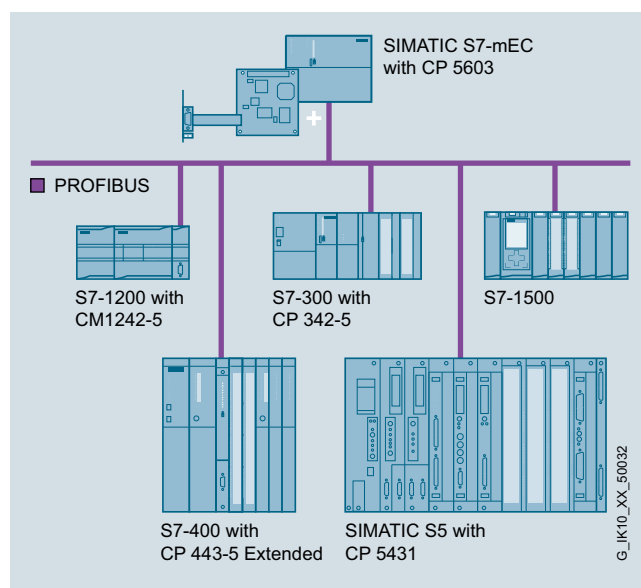 SIMATIC S7-mEC
with CP 5603
PROFIBUS
S7-1200 with
CM1242-5
S7-300 with
CP 342-5
S7-1500
S7-400 with
CP 443-5 Extended
SIMATIC S5 with
CP 5431
G_IK10_XX_50032